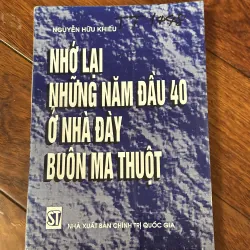 NGUYỄN HỮU KHIẾU
NHỚ LẠI
NHỮNG NĂM ĐẦU 40
Ở NHÀ ĐÀY
BUÔN MA THUỘT
ST
NHÀ XUẤT BẢN CHÍNH TRỊ QUỐC GIA